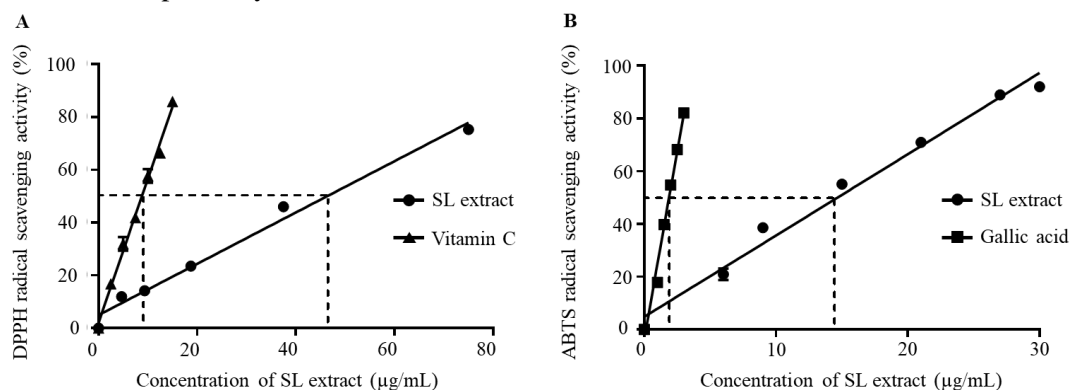 A
DPPH radical scavenging activity (%)
100
80
60
40
20
0
0 20 40 60 80
SL extract
Vitamin C
Concentration of SL extract (µg/mL)
B
ABTS radical scavenging activity (%)
100
80
60
40
20
0
0 10 20 30
SL extract
Gallic acid
Concentration of SL extract (µg/mL)